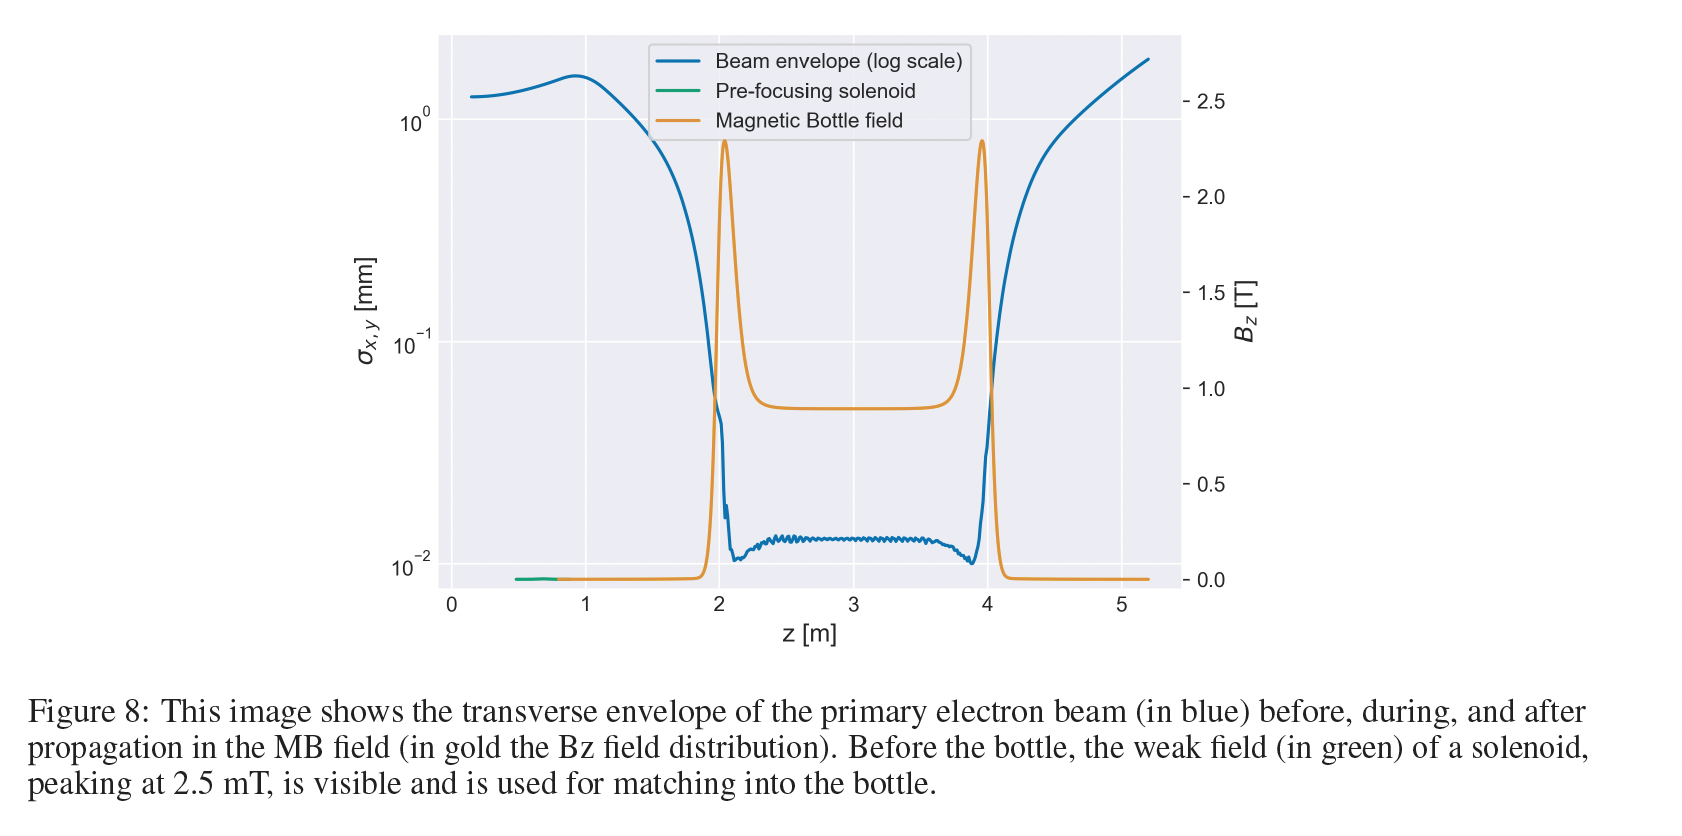 Beam envelope (log scale)
Pre-focusing solenoid
Magnetic Bottle field
10⁰
10⁻¹
10⁻²
σx, y [mm]
2.5
2.0
1.5
1.0
0.5
0.0
Bz [T]
0 1 2 3 4 5
z [m]
Figure 8: This image shows the transverse envelope of the primary electron beam (in blue) before, during, and after
propagation in the MB field (in gold the Bz field distribution). Before the bottle, the weak field (in green) of a solenoid,
peaking at 2.5 mT, is visible and is used for matching into the bottle.